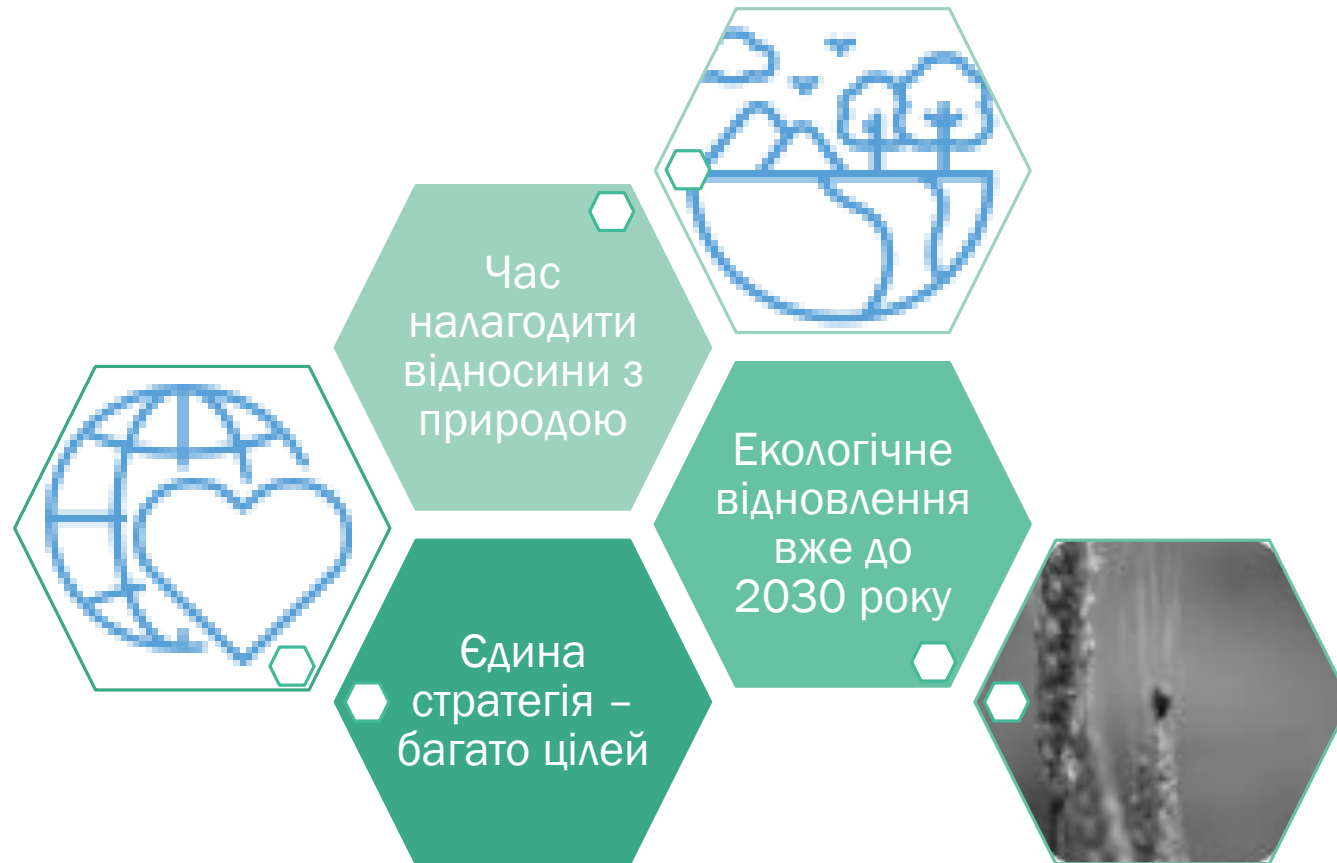 Час
налагодити
відносини з
природою
Екологічне
відновлення
вже до
2030 року
Єдина
стратегія –
багато цілей